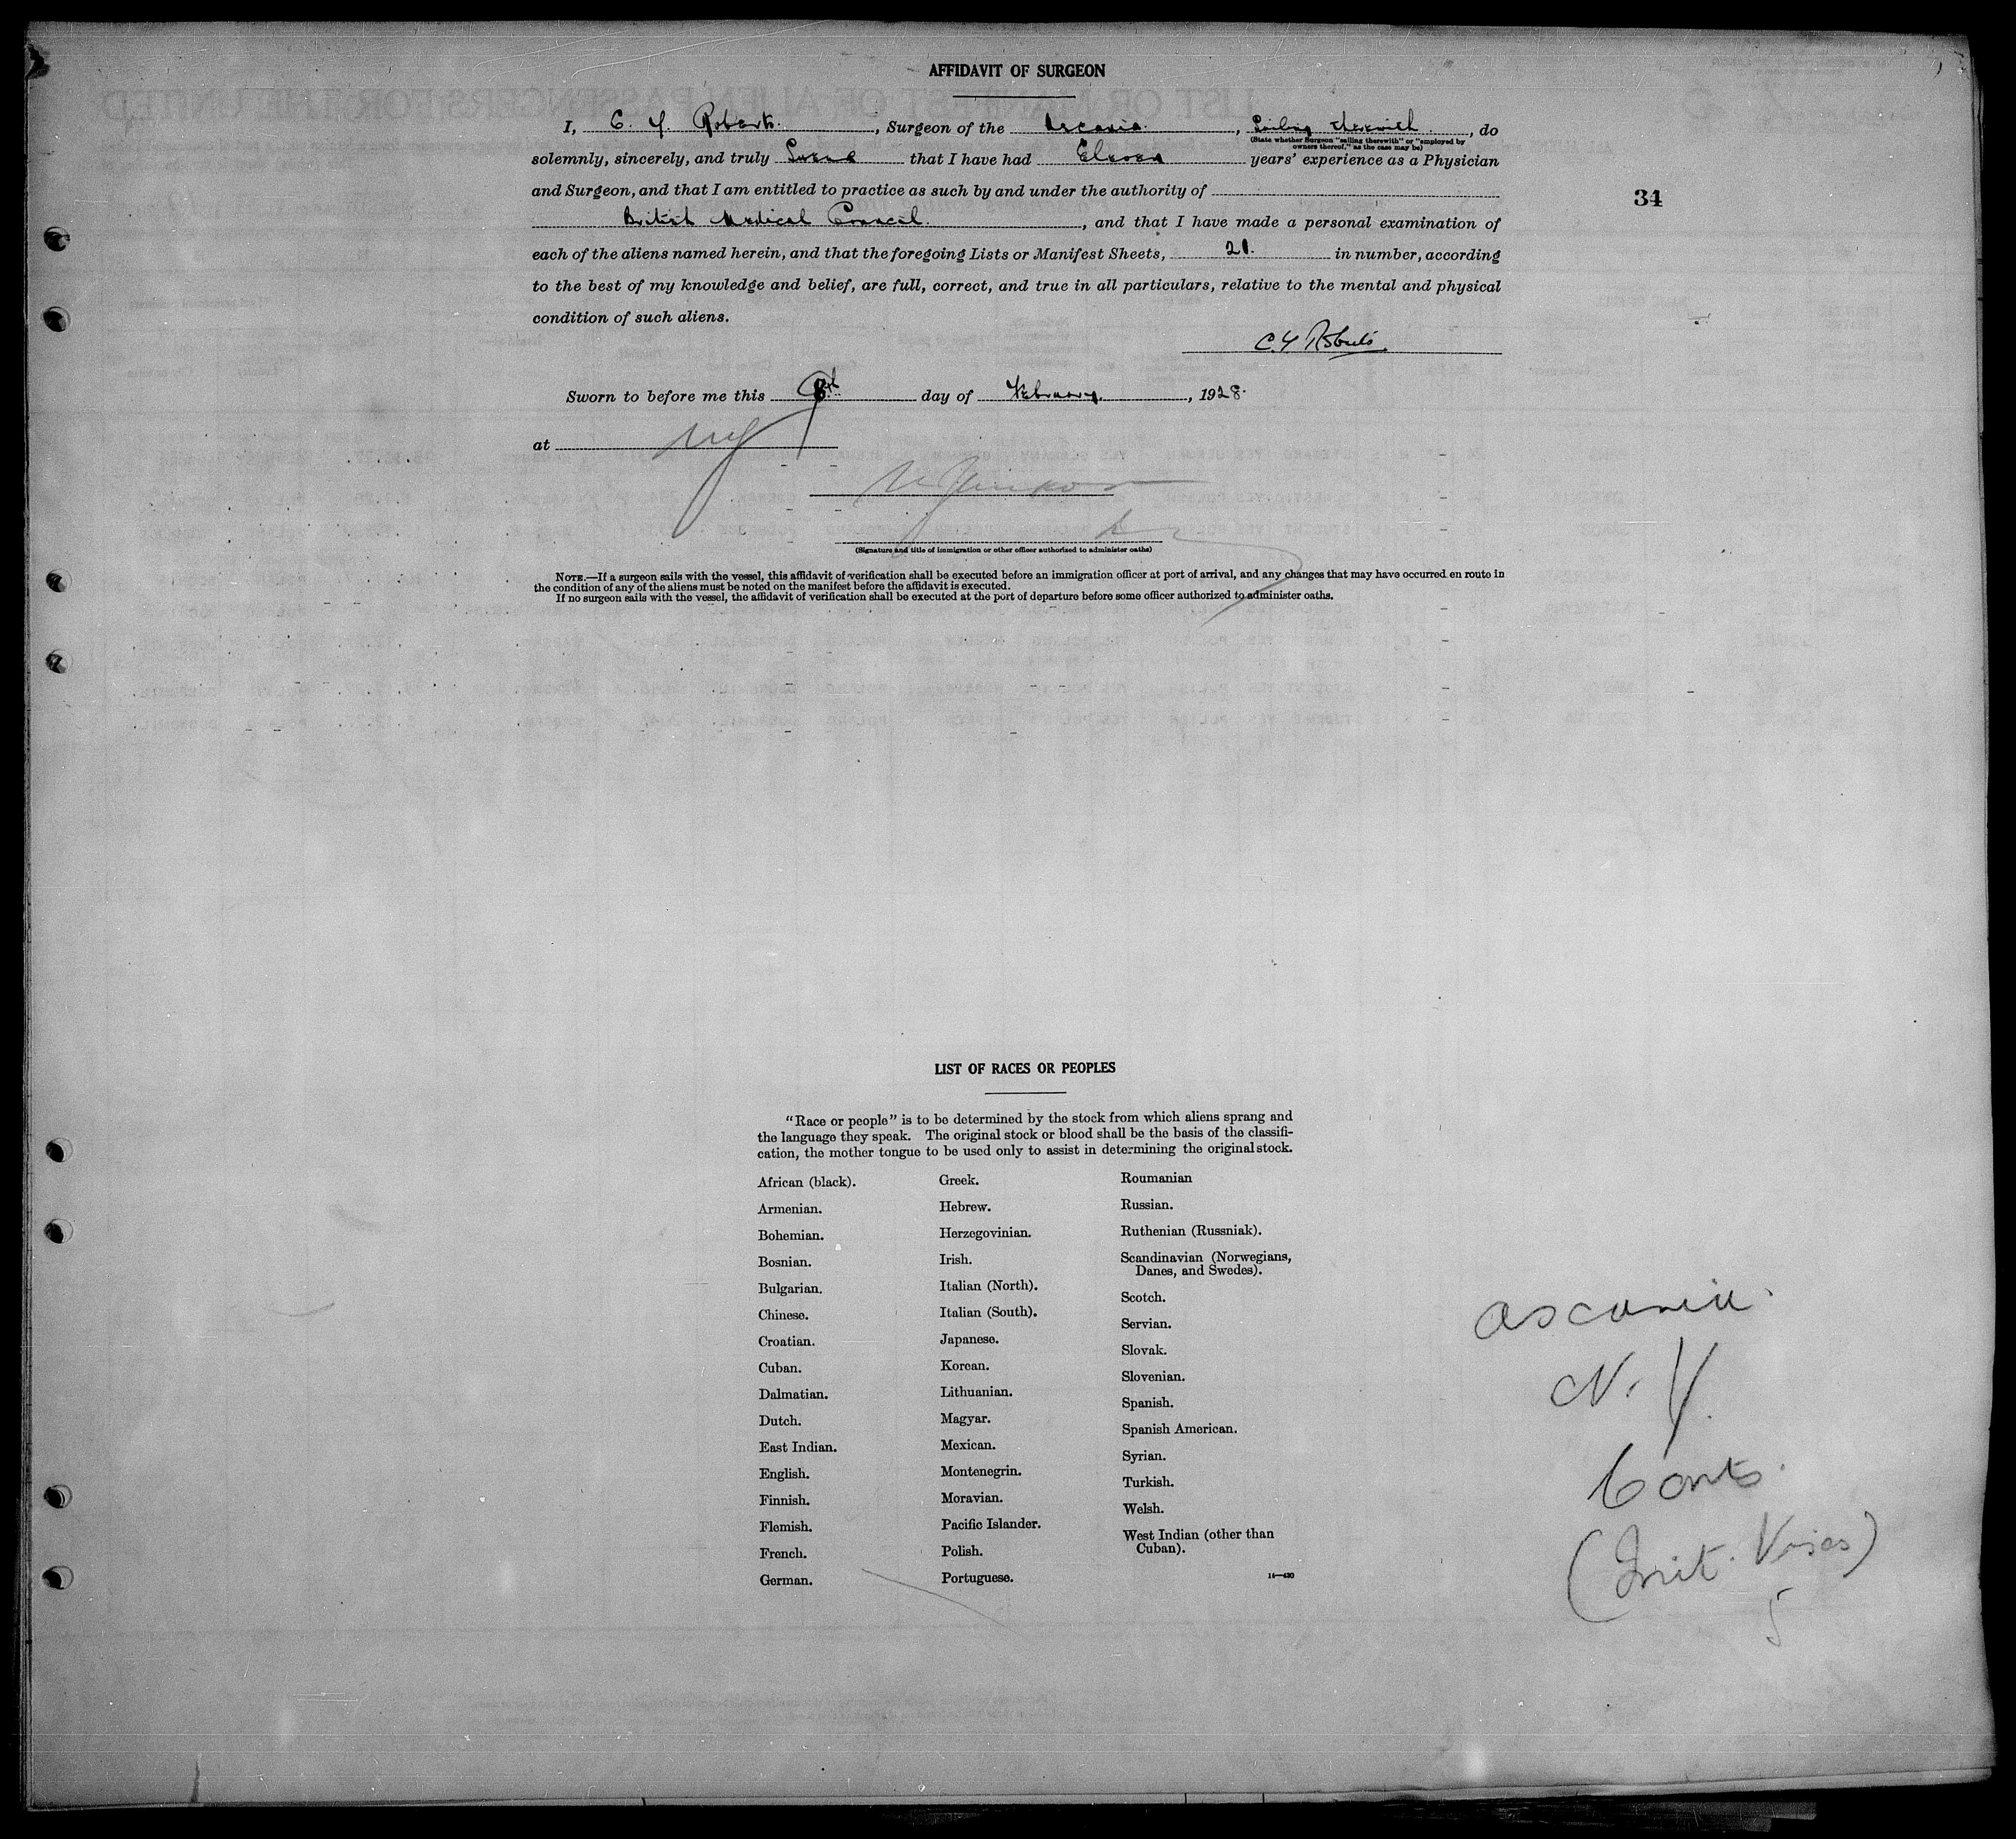 AFFIDAVIT OF SURGEON
I, C. Y. Roberts. , Surgeon of the Ascania. , Sailing therewith. , do
(State whether Surgeon "sailing therewith" or "employed by
owners thereof," as the case may be)
solemnly, sincerely, and truly Swear that I have had Eleven years' experience as a Physician
and Surgeon, and that I am entitled to practice as such by and under the authority of
British Medical Council. , and that I have made a personal examination of
each of the aliens named herein, and that the foregoing Lists or Manifest Sheets, 21. in number, according
to the best of my knowledge and belief, are full, correct, and true in all particulars, relative to the mental and physical
condition of such aliens.
C. Y Roberts
Sworn to before me this day of February. , 1928.
at NY
(Signature and title of immigration or other officer authorized to administer oaths)
NOTE.—If a surgeon sails with the vessel, this affidavit of verification shall be executed before an immigration officer at port of arrival, and any changes that may have occurred en route in
the condition of any of the aliens must be noted on the manifest before the affidavit is executed.
If no surgeon sails with the vessel, the affidavit of verification shall be executed at the port of departure before some officer authorized to administer oaths.
34
LIST OF RACES OR PEOPLES
"Race or people" is to be determined by the stock from which aliens sprang and
the language they speak. The original stock or blood shall be the basis of the classifi-
cation, the mother tongue to be used only to assist in determining the original stock.
African (black).
Armenian.
Bohemian.
Bosnian.
Bulgarian.
Chinese.
Croatian.
Cuban.
Dalmatian.
Dutch.
East Indian.
English.
Finnish.
Flemish.
French.
German.
Greek.
Hebrew.
Herzegovinian.
Irish.
Italian (North).
Italian (South).
Japanese.
Korean.
Lithuanian.
Magyar.
Mexican.
Montenegrin.
Moravian.
Pacific Islander.
Polish.
Portuguese.
Roumanian
Russian.
Ruthenian (Russniak).
Scandinavian (Norwegians,
Danes, and Swedes).
Scotch.
Servian.
Slovak.
Slovenian.
Spanish.
Spanish American.
Syrian.
Turkish.
Welsh.
West Indian (other than
Cuban).
14—430
Ascania.
N. Y.
Conts.
Visas)
5